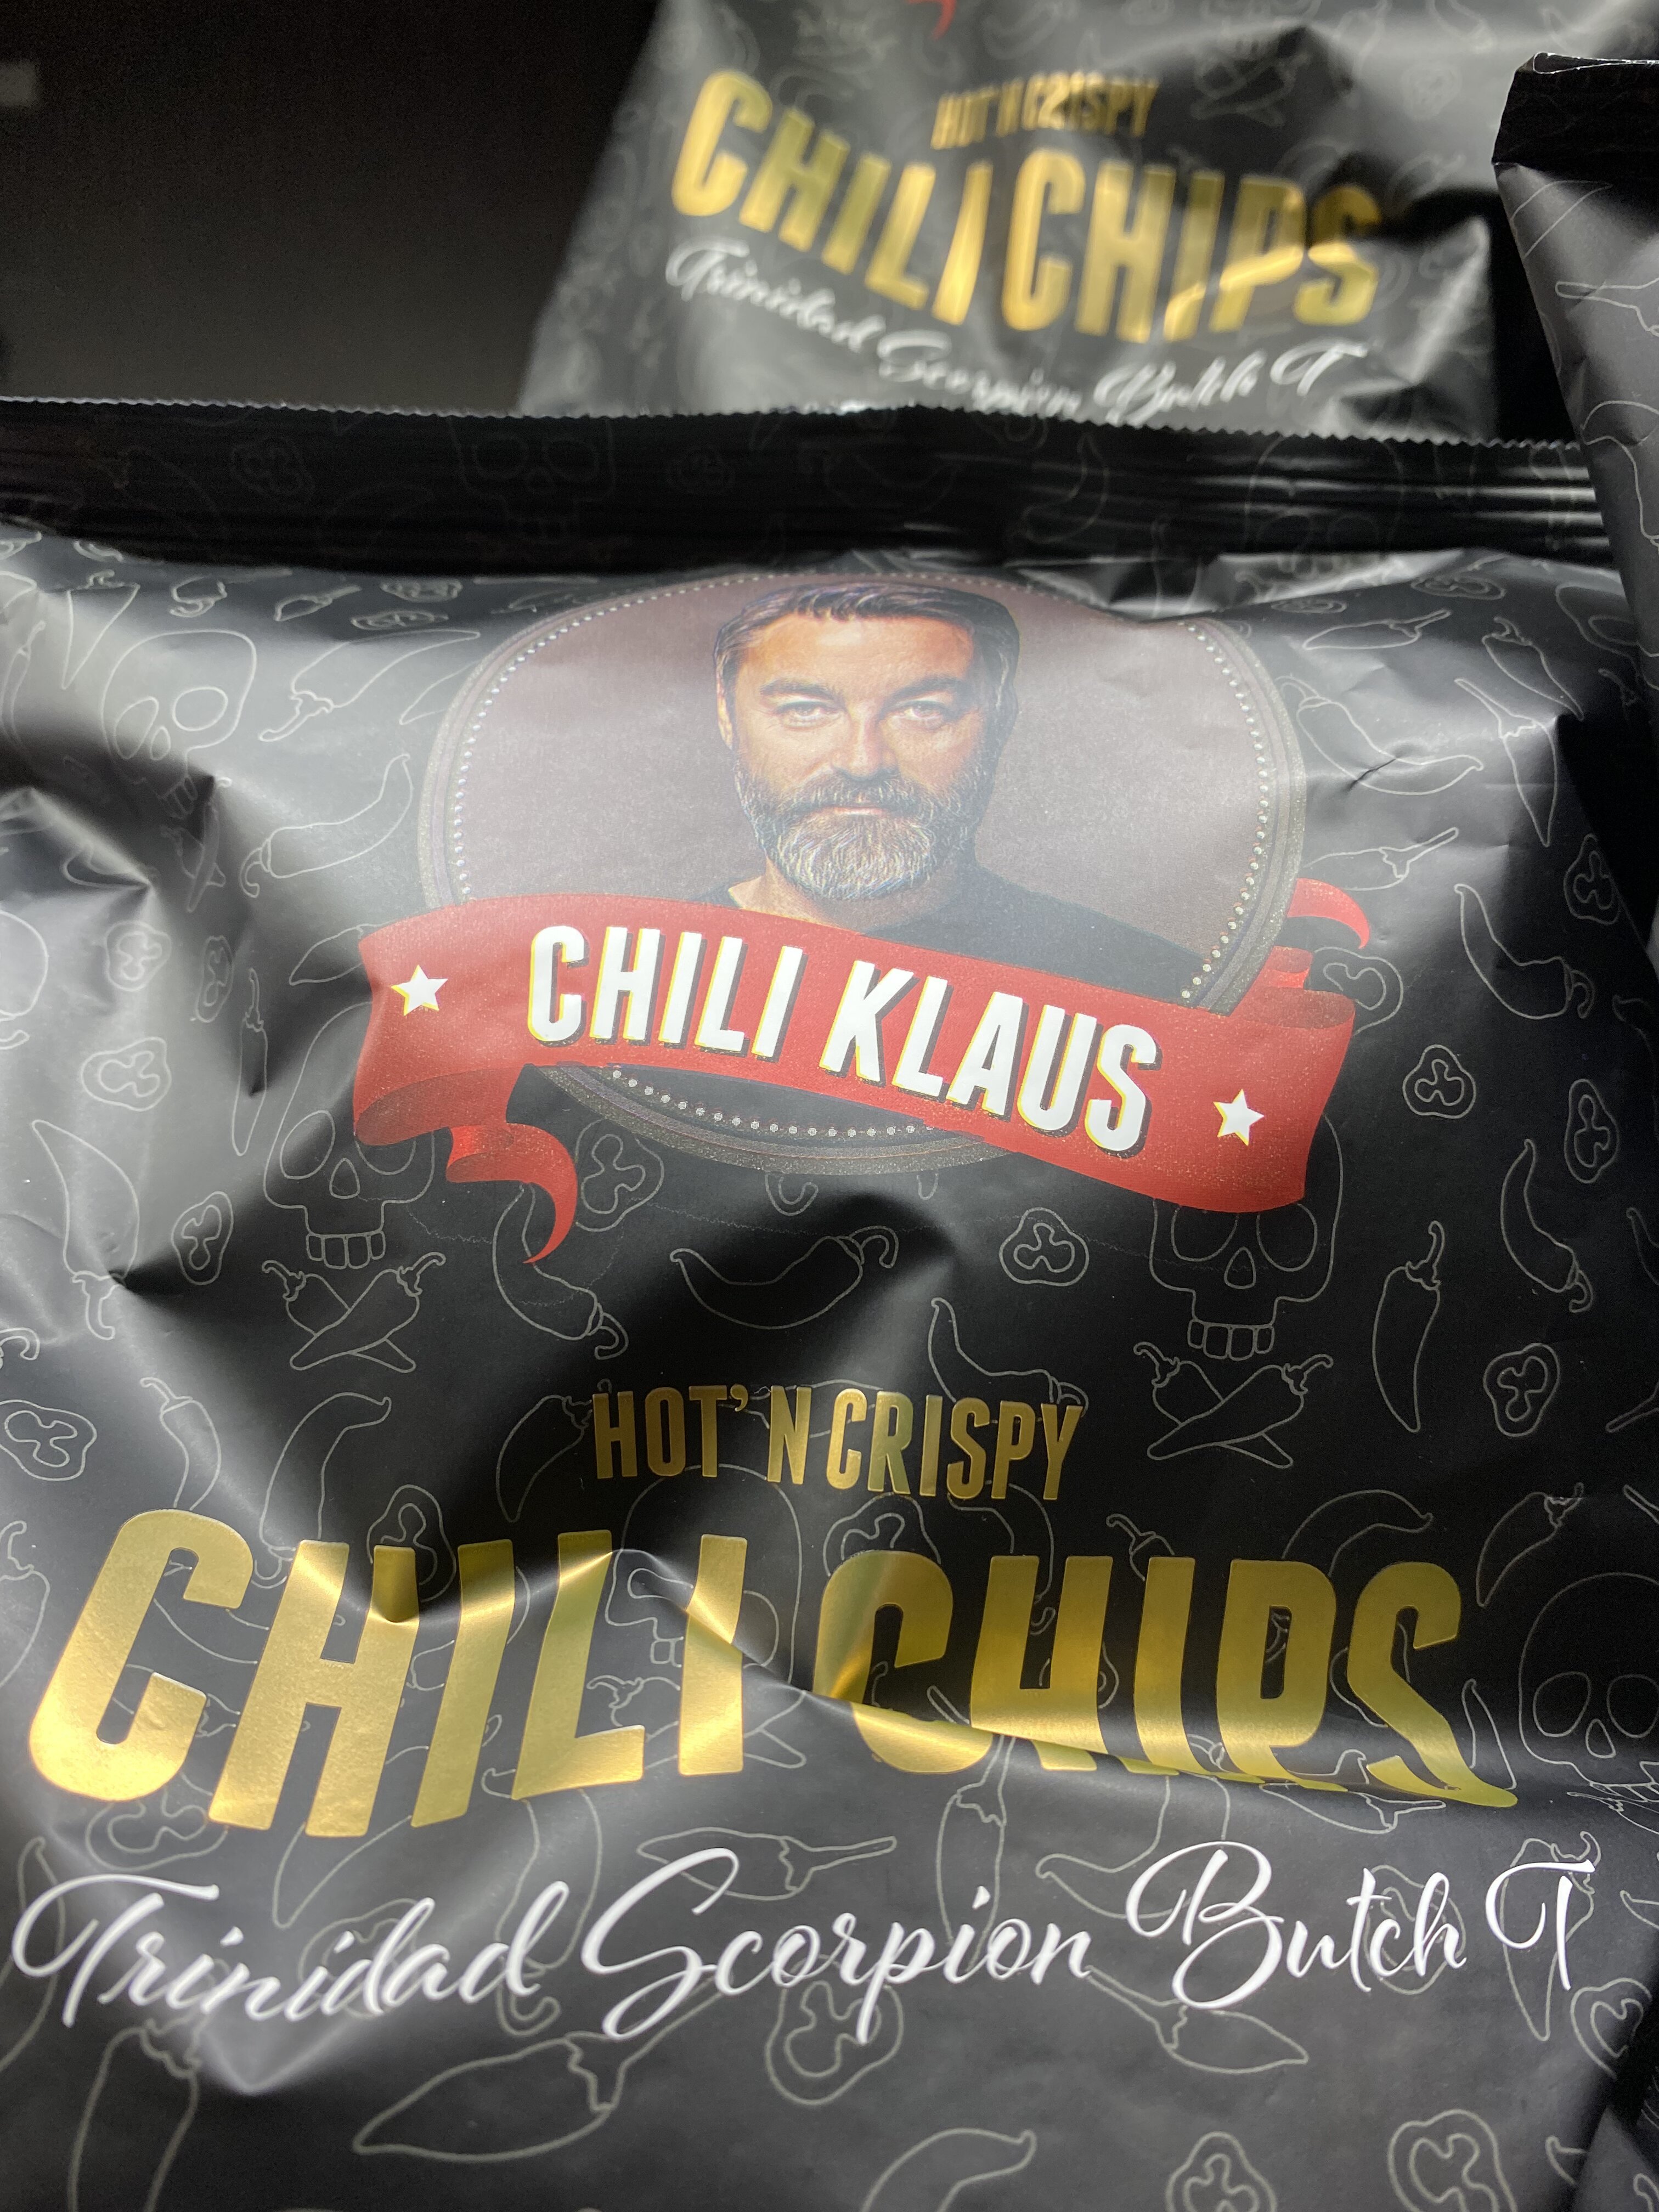 HOT'N CRISPY
CHILI CHIPS
Trinidad Scorpion Butch T
CHILI KLAUS
HOT'N CRISPY
CHILI CHIPS
Trinidad Scorpion Butch T